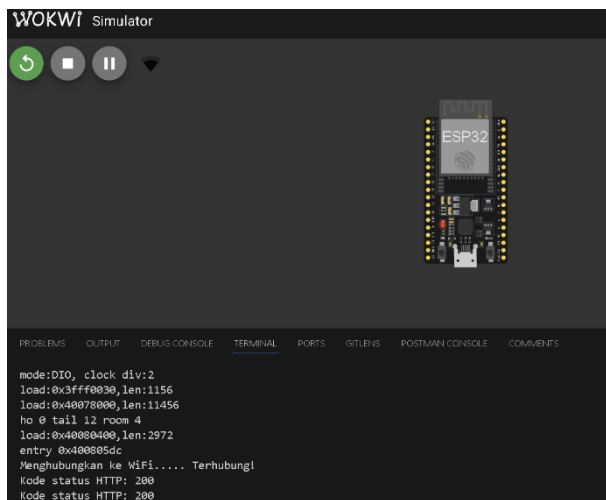 WOKWi Simulator
ESP32
PROBLEMS OUTPUT DEBUG CONSOLE TERMINAL PORTS GITLENS POSTMAN CONSOLE COMMENTS
mode:DIO, clock div:2
load:0x3fff0030,len:1156
load:0x40078000,len:11456
ho 0 tail 12 room 4
load:0x40080400,len:2972
entry 0x400805dc
Menghubungkan ke WiFi..... Terhubung!
Kode status HTTP: 200
Kode status HTTP: 200